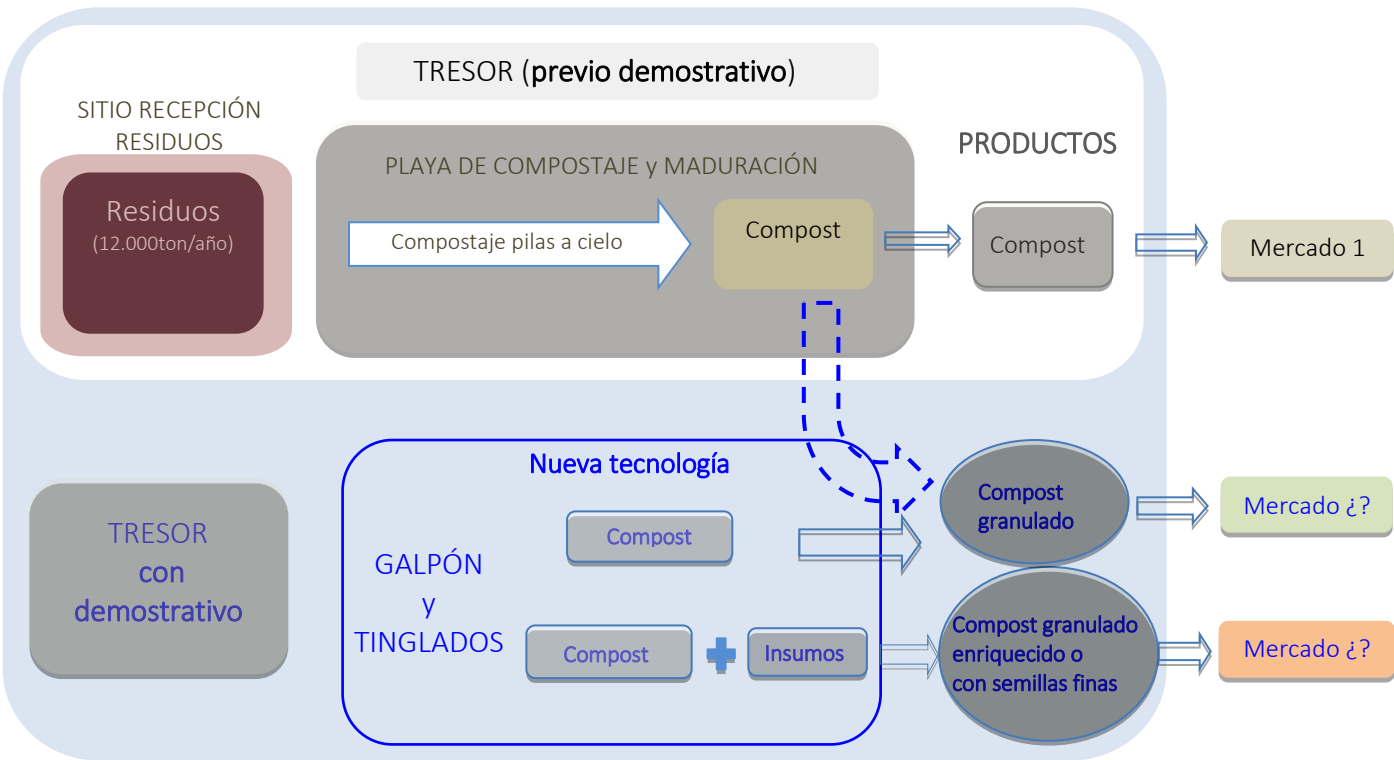 TRESOR (previo demostrativo)
SITIO RECEPCIÓN
RESIDUOS
Residuos
(12.000ton/año)
PLAYA DE COMPOSTAJE y MADURACIÓN
Compostaje pilas a cielo
Compost
PRODUCTOS
Compost
Mercado 1
TRESOR
con
demostrativo
Nueva tecnología
GALPÓN
y
TINGLADOS
Compost
Compost
Insumos
Compost
granulado
Mercado ¿?
Compost granulado
enriquecido o
con semillas finas
Mercado ¿?